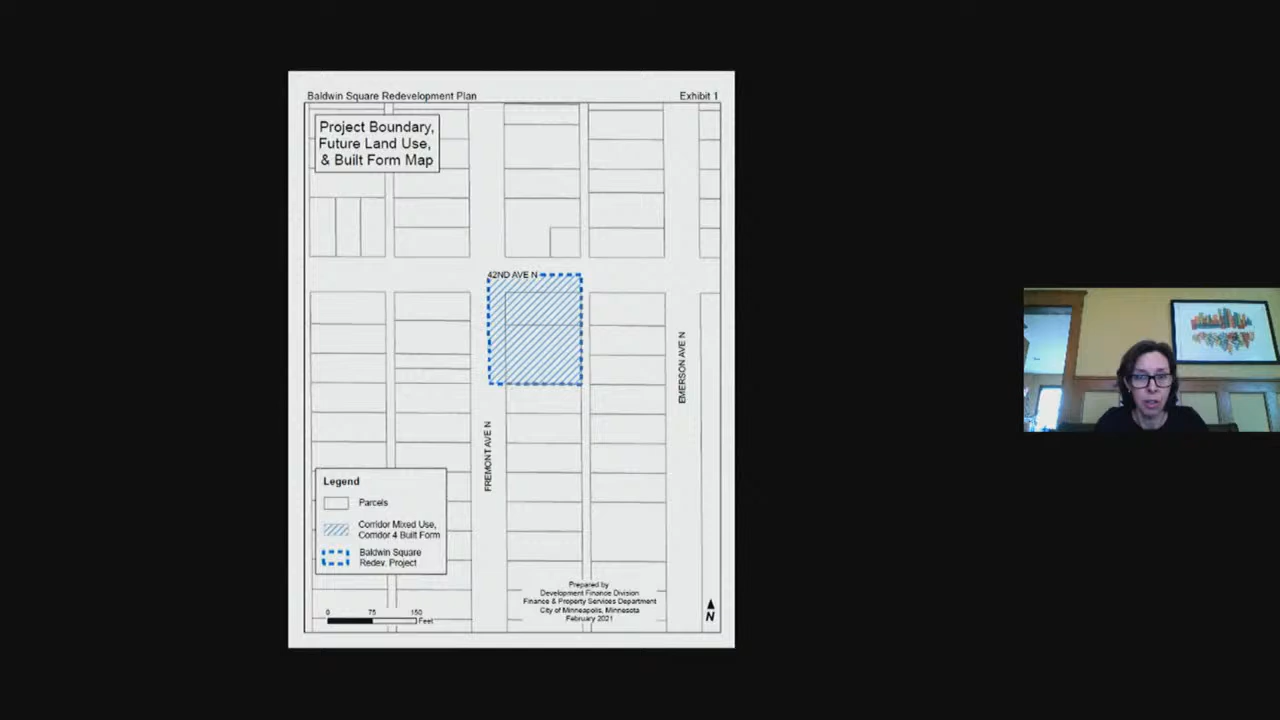 Baldwin Square Redevelopment Plan
Exhibit 1
Project Boundary,
Future Land Use,
& Built Form Map
42ND AVE N
EMERSON AVE N
FREMONT AVE N
Legend
Parcels
Corridor Mixed Use,
Corridor 4 Built Form
Baldwin Square
Redev. Project
0 75 150
Feet
Prepared by
Development Finance Division
Finance & Property Services Department
City of Minneapolis, Minnesota
February 2021
N